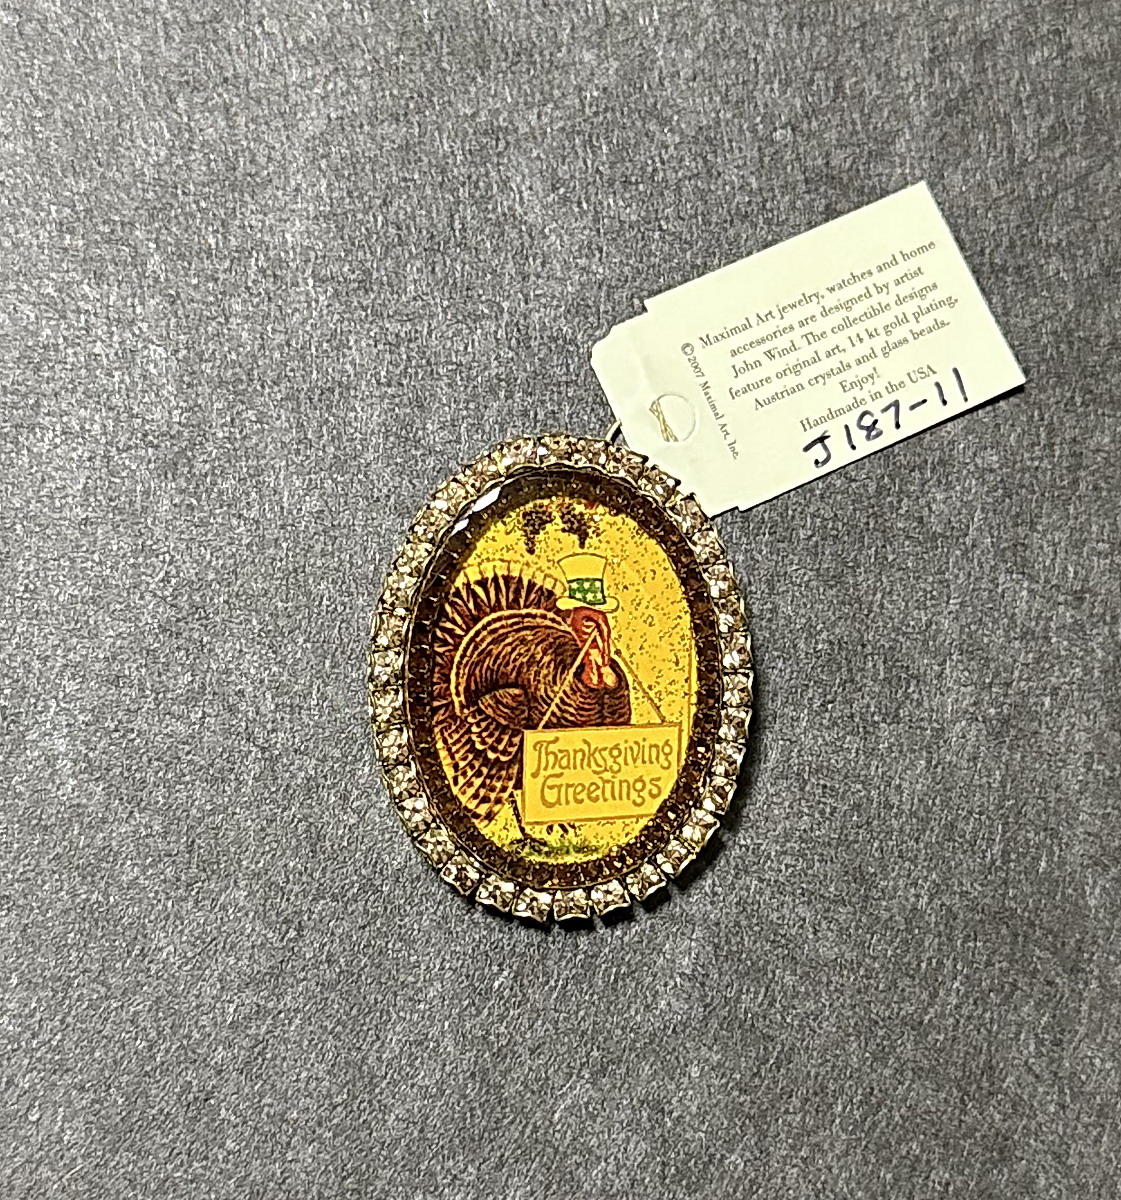 Maximal Art jewelry, watches and home
accessories are designed by artist
John Wind. The collectible designs
feature original art, 14 kt gold plating,
Austrian crystals and glass beads.
Enjoy!
Handmade in the USA
© 2007 Maximal Art, Inc.
J187-11
Thanksgiving
Greetings